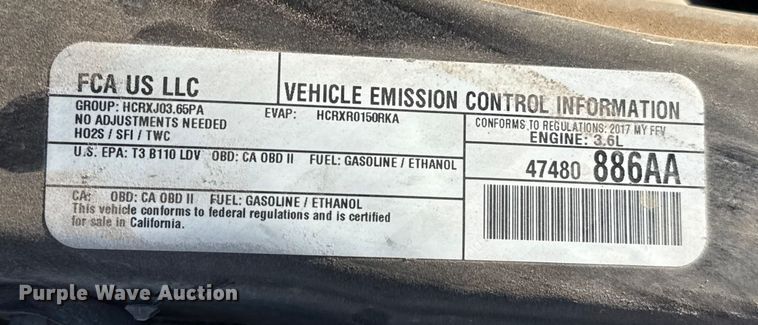 FCA US LLC
VEHICLE EMISSION CONTROL INFORMATION
GROUP: HCRXJ03.65PA
EVAP: HCRXR0150RKA
NO ADJUSTMENTS NEEDED
HO2S / SFI / TWC
CONFORMS TO REGULATIONS: 2017 MY FFV
ENGINE: 3.6L
U.S. EPA: T3 B110 LDV OBD: CA OBD II FUEL: GASOLINE / ETHANOL
47480 886AA
CA: OBD: CA OBD II FUEL: GASOLINE / ETHANOL
This vehicle conforms to federal regulations and is certified
for sale in California.
Purple Wave Auction